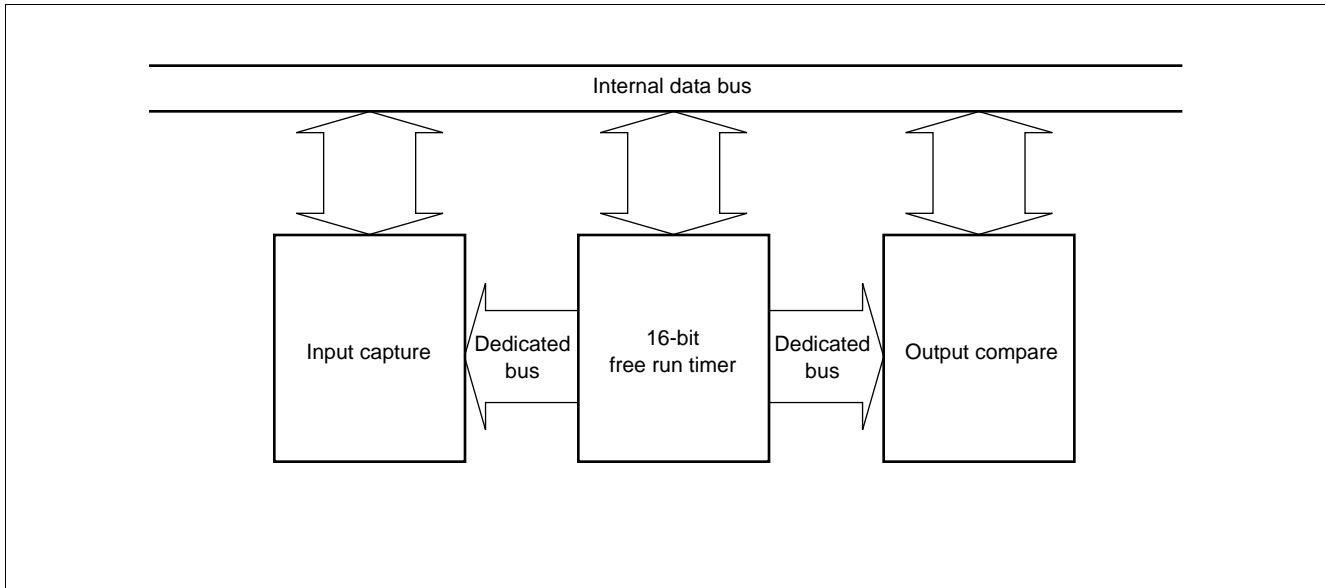 Internal data bus
Input capture
Dedicated
bus
16-bit
free run timer
Dedicated
bus
Output compare